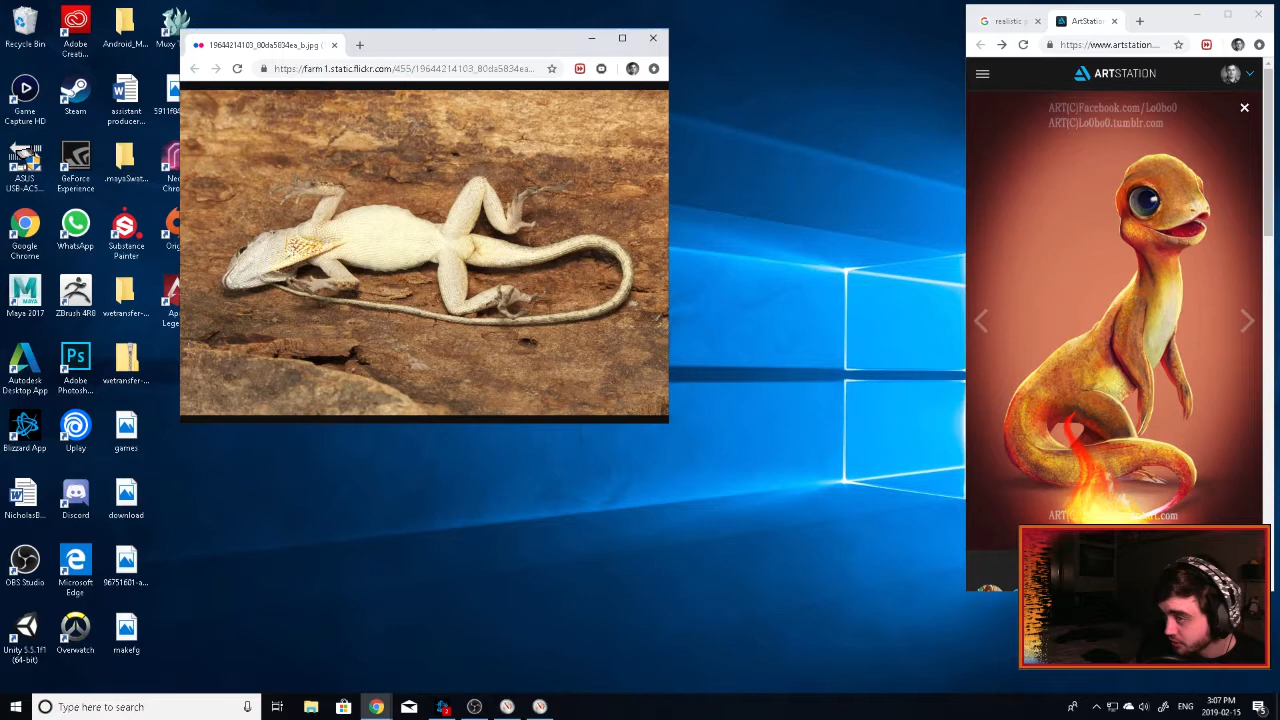 Recycle Bin
Adobe Creati...
Android_M...
Muxy T
Game Capture HD
Steam
assistant producer...
5911f04
ASUS USB-AC5...
GeForce Experience
.mayaSwat...
Google Chrome
WhatsApp
Substance Painter
Maya 2017
ZBrush 4R8
wetransfer-...
Autodesk Desktop App
Adobe Photosh...
wetransfer-...
Blizzard App
Uplay
games
NicholasB...
Discord
download
OBS Studio
Microsoft Edge
96751601-a...
Unity 5.5.1f1 (64-bit)
Overwatch
makefg
19644214103_80da5834ea_b.jpg (
https://farm1.staticflickr.com/455/19644214103_80da5834ea...
realistic p
ArtStation
https://www.artstation....
ARTSTATION
ART(C)Facebook.com/Lo0bo0
ART(C)Lo0bo0.tumblr.com
Type here to search
ENG
3:07 PM
2019-02-15